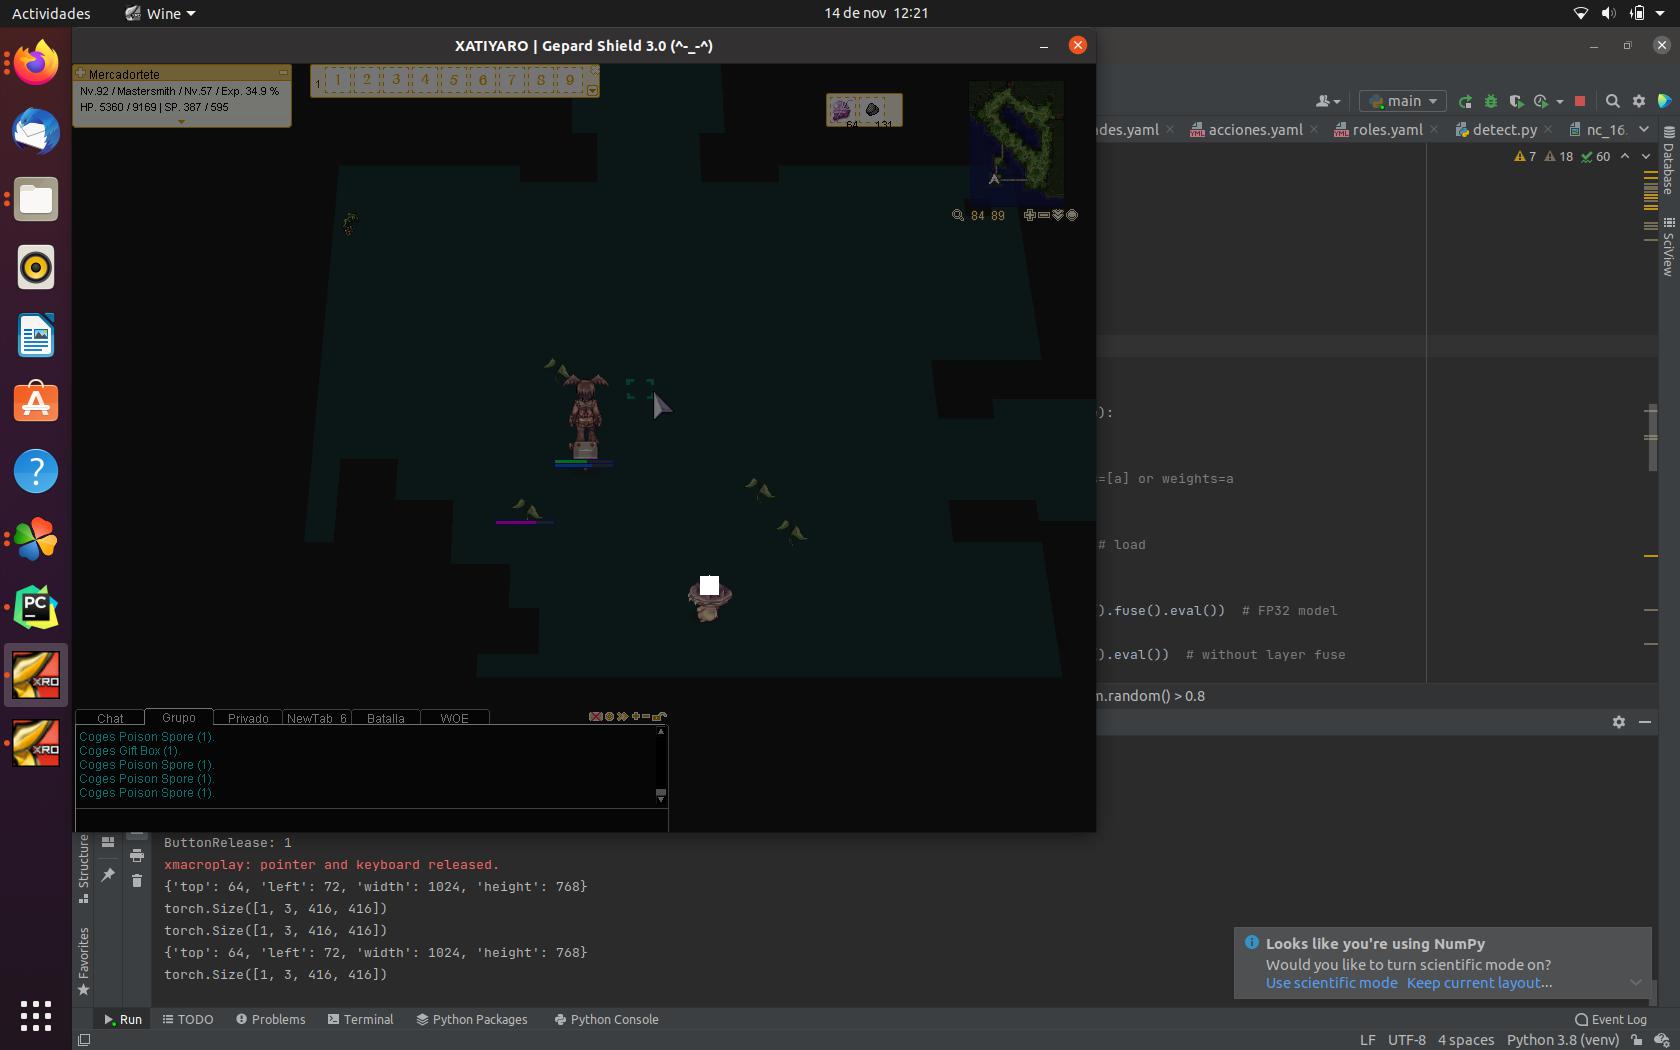 Actividades
Wine
14 de nov 12:21
XATIYARO | Gepard Shield 3.0 (^-_-^)
Mercadortete
Nv.92 / Mastersmith / Nv.57 / Exp. 34.9 %
HP. 5360 / 9169 | SP. 387 / 595
1 1 2 3 4 5 6 7 8 9
64 131
84 89
main
des.yaml acciones.yaml roles.yaml detect.py nc_16.
7 18 60
Database
SciView
):
=[a] or weights=a
# load
).fuse().eval()) # FP32 model
).eval()) # without layer fuse
m.random() > 0.8
Chat Grupo Privado NewTab_6 Batalla WOE
Coges Poison Spore (1).
Coges Gift Box (1).
Coges Poison Spore (1).
Coges Poison Spore (1).
Coges Poison Spore (1).
Structure
Favorites
ButtonRelease: 1
xmacroplay: pointer and keyboard released.
{'top': 64, 'left': 72, 'width': 1024, 'height': 768}
torch.Size([1, 3, 416, 416])
torch.Size([1, 3, 416, 416])
{'top': 64, 'left': 72, 'width': 1024, 'height': 768}
torch.Size([1, 3, 416, 416])
Looks like you're using NumPy
Would you like to turn scientific mode on?
Use scientific mode Keep current layout...
Run TODO Problems Terminal Python Packages Python Console
Event Log
LF UTF-8 4 spaces Python 3.8 (venv)
PC
XRO
XRO